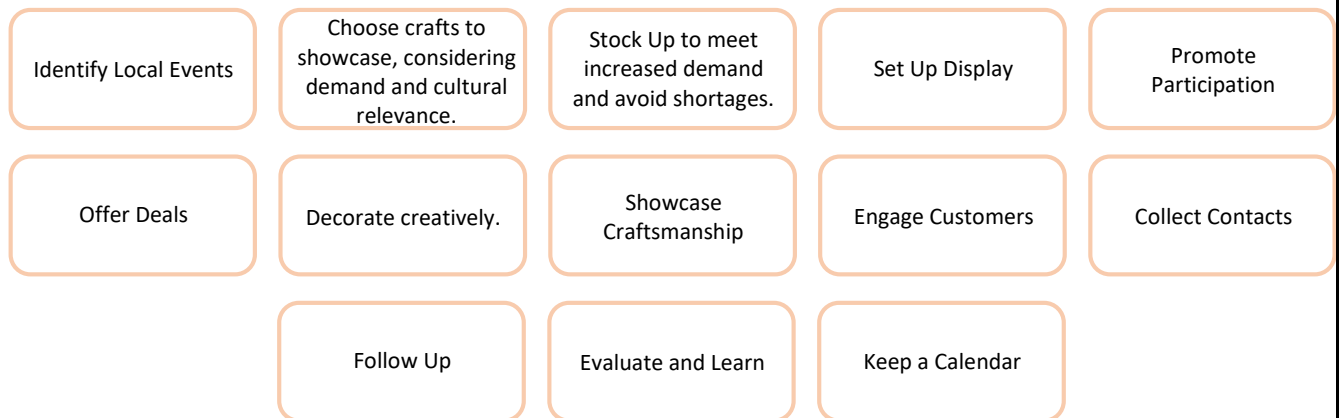 Identify Local Events
Choose crafts to
showcase, considering
demand and cultural
relevance.
Stock Up to meet
increased demand
and avoid shortages.
Set Up Display
Promote
Participation
Offer Deals
Decorate creatively.
Showcase
Craftsmanship
Engage Customers
Collect Contacts
Follow Up
Evaluate and Learn
Keep a Calendar